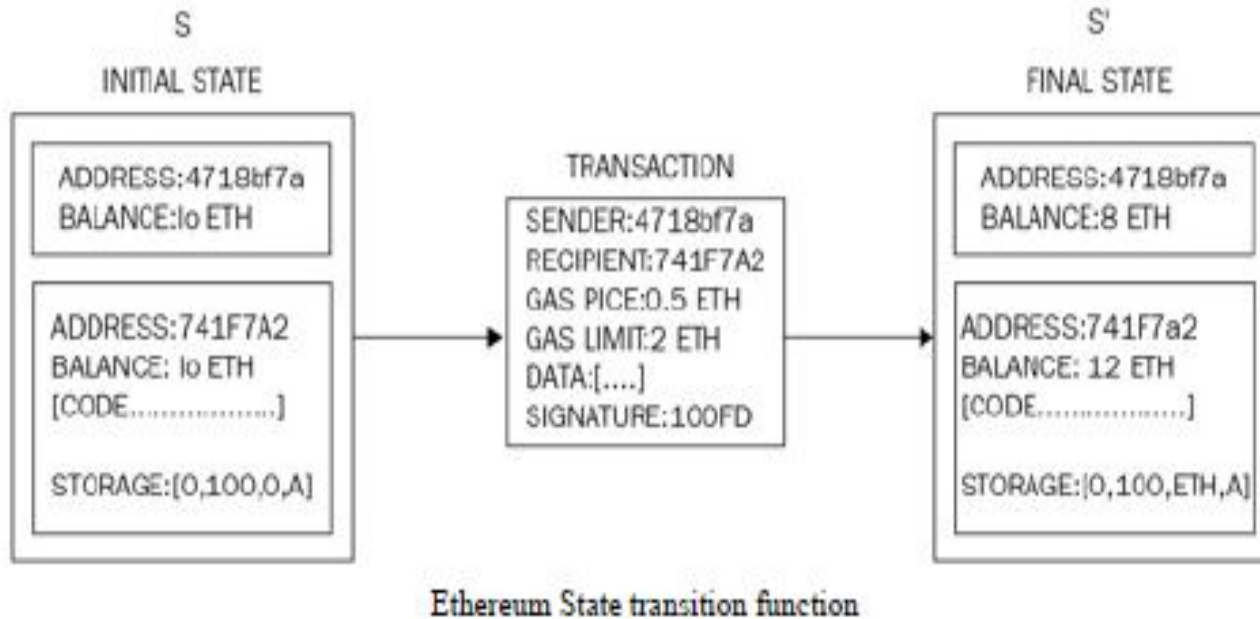 S
INITIAL STATE
ADDRESS:4718bf7a
BALANCE:lo ETH
ADDRESS:741F7A2
BALANCE: lo ETH
[CODE..................]
STORAGE:[0,100,0,A]
TRANSACTION
SENDER:4718bf7a
RECIPIENT:741F7A2
GAS PICE:0.5 ETH
GAS LIMIT:2 ETH
DATA:[....]
SIGNATURE:100FD
S'
FINAL STATE
ADDRESS:4718bf7a
BALANCE:8 ETH
ADDRESS:741F7a2
BALANCE: 12 ETH
[CODE..................]
STORAGE:[0,100,ETH,A]
Ethereum State transition function